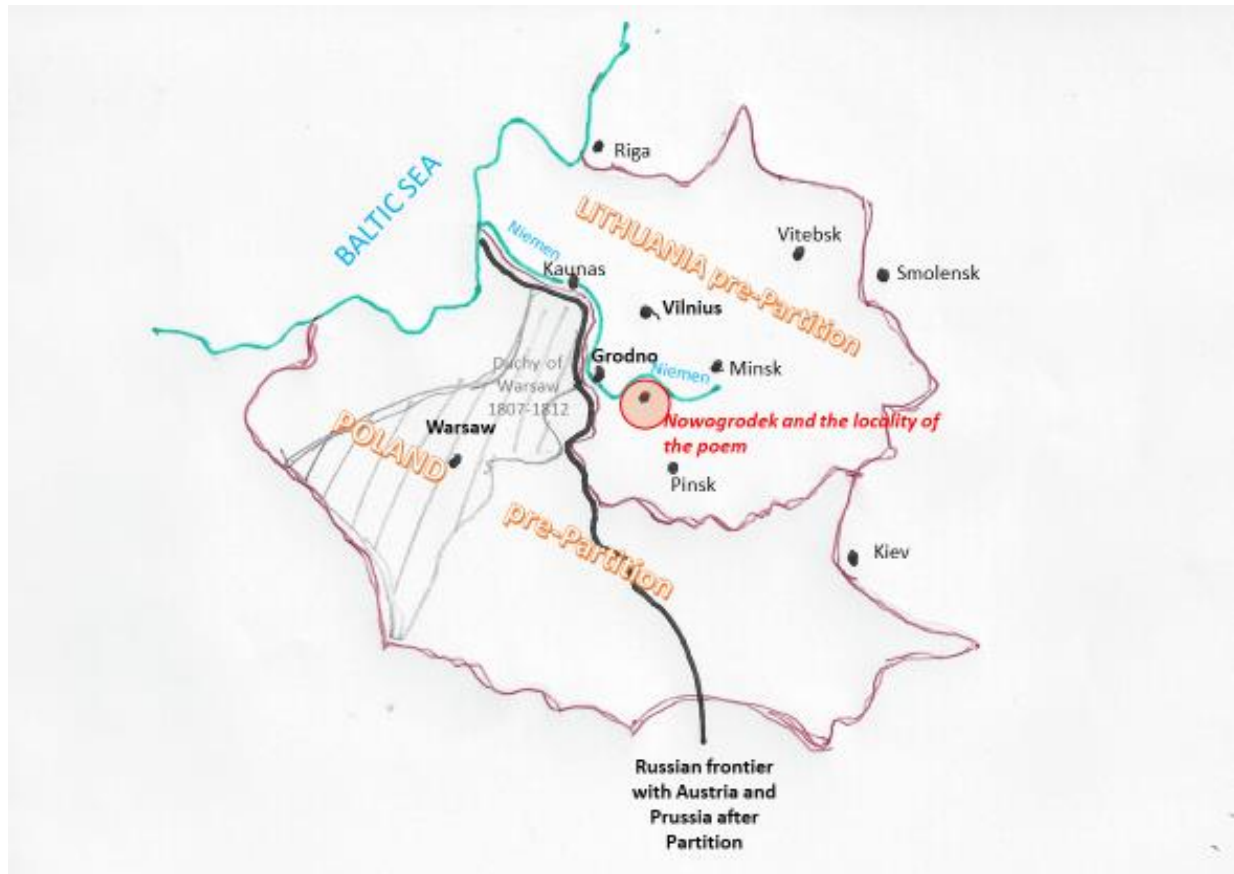 Riga
BALTIC SEA
LITHUANIA pre-Partition
Niemen
Vitebsk
Kaunas
Smolensk
Vilnius
Grodno
Niemen
Minsk
Duchy of
Warsaw
1807-1812
POLAND
Warsaw
Nowogrodek and the locality of
the poem
Pinsk
pre-Partition
Kiev
Russian frontier
with Austria and
Prussia after
Partition